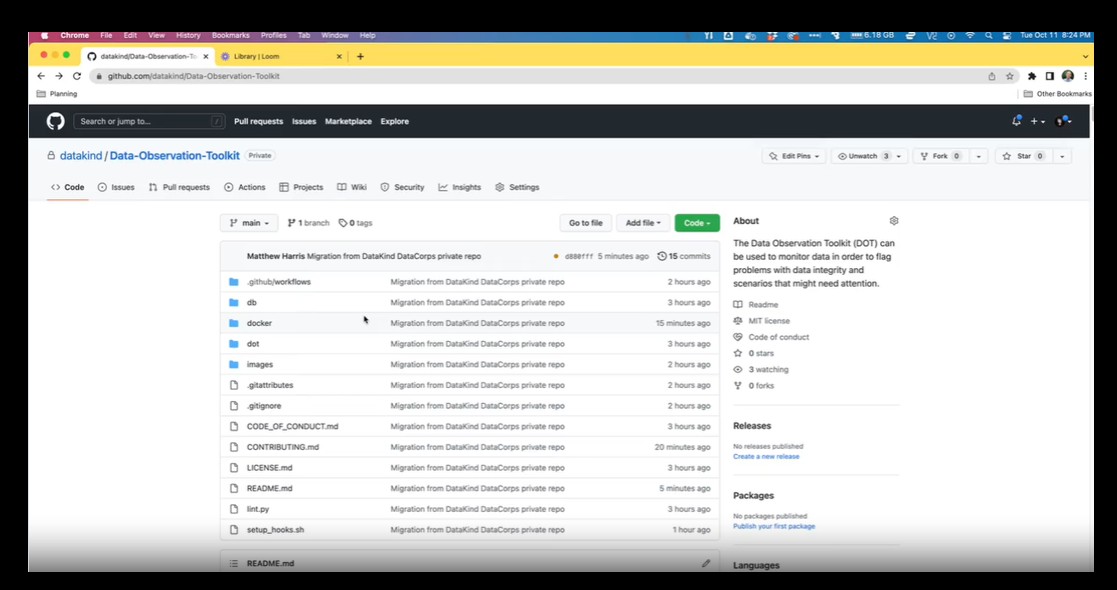 Chrome File Edit View History Bookmarks Profiles Tab Window Help 6.18 GB Tue Oct 11 8:24 PM
datakind/Data-Observation-To Library | Loom
github.com/datakind/Data-Observation-Toolkit
Planning Other Bookmarks
Search or jump to... / Pull requests Issues Marketplace Explore
datakind / Data-Observation-Toolkit Private Edit Pins Unwatch 3 Fork 0 Star 0
Code Issues Pull requests Actions Projects Wiki Security Insights Settings
main 1 branch 0 tags Go to file Add file Code
Matthew Harris Migration from DataKind DataCorps private repo d880fff 5 minutes ago 15 commits
.github/workflows Migration from DataKind DataCorps private repo 2 hours ago
db Migration from DataKind DataCorps private repo 3 hours ago
docker Migration from DataKind DataCorps private repo 15 minutes ago
dot Migration from DataKind DataCorps private repo 3 hours ago
images Migration from DataKind DataCorps private repo 2 hours ago
.gitattributes Migration from DataKind DataCorps private repo 2 hours ago
.gitignore Migration from DataKind DataCorps private repo 2 hours ago
CODE_OF_CONDUCT.md Migration from DataKind DataCorps private repo 3 hours ago
CONTRIBUTING.md Migration from DataKind DataCorps private repo 20 minutes ago
LICENSE.md Migration from DataKind DataCorps private repo 3 hours ago
README.md Migration from DataKind DataCorps private repo 5 minutes ago
lint.py Migration from DataKind DataCorps private repo 3 hours ago
setup_hooks.sh Migration from DataKind DataCorps private repo 1 hour ago
README.md
About
The Data Observation Toolkit (DOT) can
be used to monitor data in order to flag
problems with data integrity and
scenarios that might need attention.
Readme
MIT license
Code of conduct
0 stars
3 watching
0 forks
Releases
No releases published
Create a new release
Packages
No packages published
Publish your first package
Languages